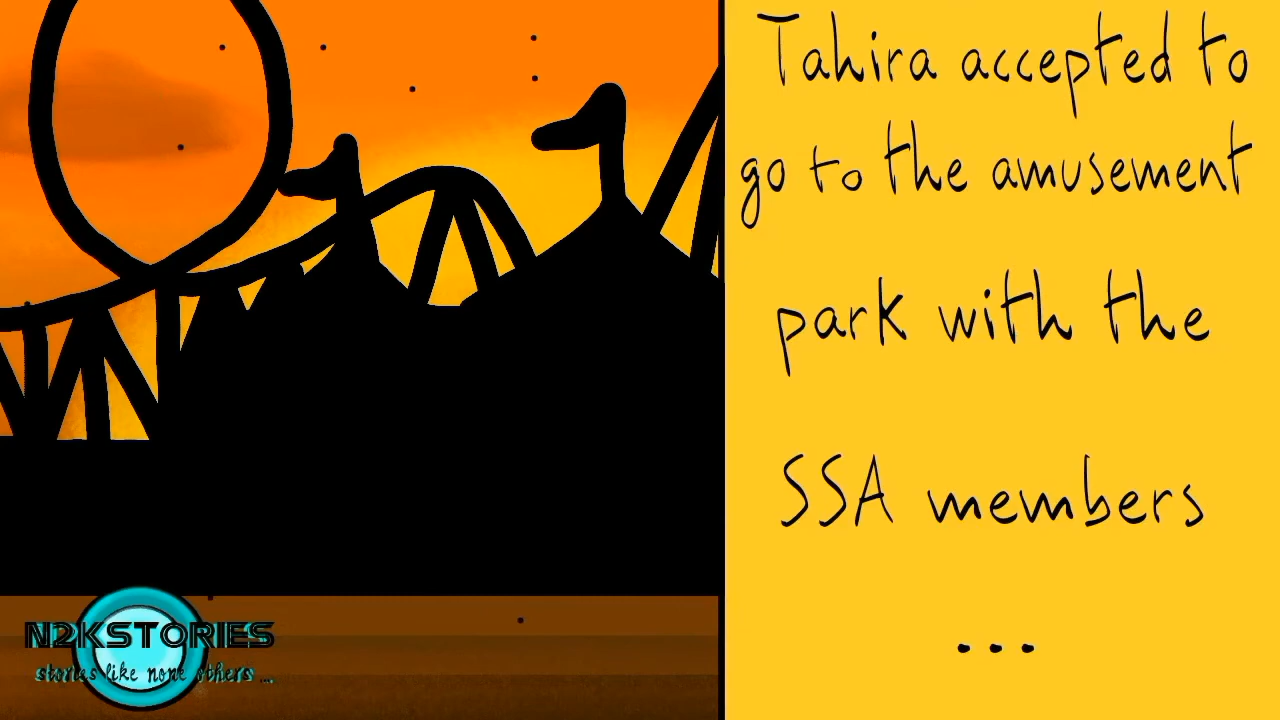 Tahira accepted to
go to the amusement
park with the
SSA members
...
N2KSTORIES
stories like none others ...